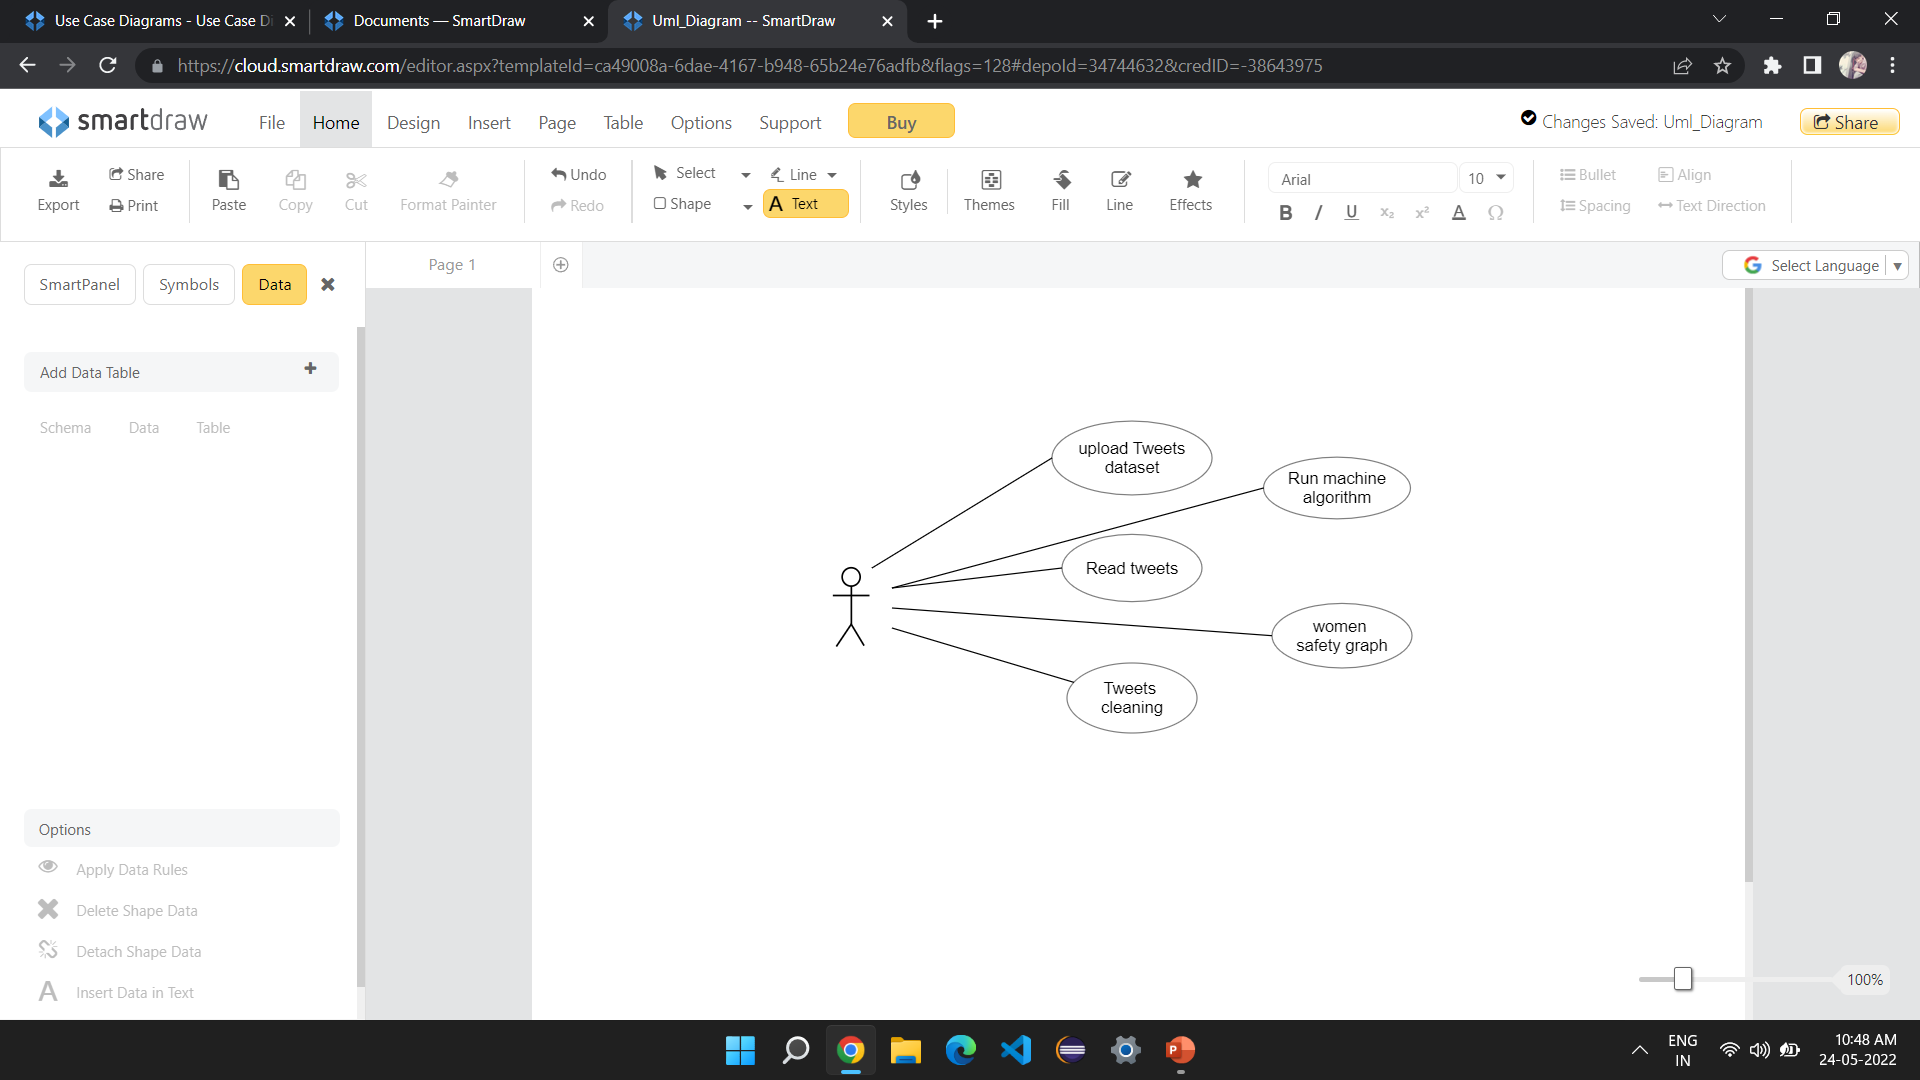 Use Case Diagrams - Use Case Di
Documents — SmartDraw
Uml_Diagram -- SmartDraw
https://cloud.smartdraw.com/editor.aspx?templateId=ca49008a-6dae-4167-b948-65b24e76adfb&flags=128#depoId=34744632&credID=-38643975
smartdraw
File Home Design Insert Page Table Options Support Buy
Changes Saved: Uml_Diagram
Share
Export
Share
Print
Paste
Copy
Cut
Format Painter
Undo
Redo
Select
Shape
Line
A Text
Styles
Themes
Fill
Line
Effects
Arial
10
B I U x₂ x² A Ω
Bullet
Align
Spacing
Text Direction
SmartPanel
Symbols
Data
Page 1
G Select Language
Add Data Table +
Schema Data Table
upload Tweets
dataset
Run machine
algorithm
Read tweets
women
safety graph
Tweets
cleaning
Options
Apply Data Rules
Delete Shape Data
Detach Shape Data
A Insert Data in Text
100%
P
ENG
IN
10:48 AM
24-05-2022